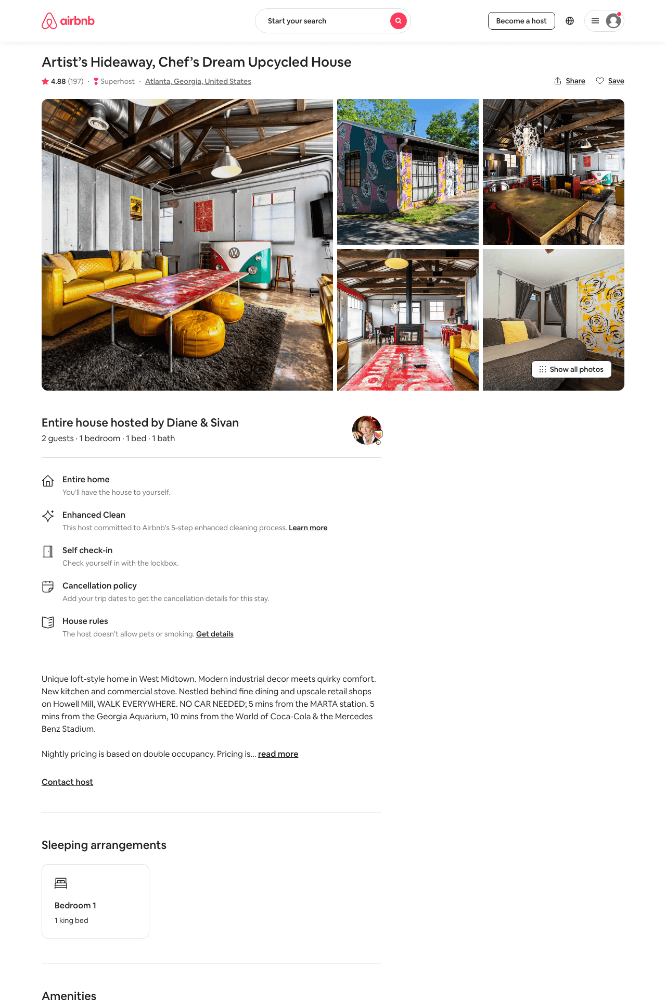 airbnb
Start your search
Become a host
Artist’s Hideaway, Chef’s Dream Upcycled House
4.88 (197) · Superhost · Atlanta, Georgia, United States
Share
Save
Show all photos
Entire house hosted by Diane & Sivan
2 guests · 1 bedroom · 1 bed · 1 bath
Entire home
You’ll have the house to yourself.
Enhanced Clean
This host committed to Airbnb's 5-step enhanced cleaning process. Learn more
Self check-in
Check yourself in with the lockbox.
Cancellation policy
Add your trip dates to get the cancellation details for this stay.
House rules
The host doesn’t allow pets or smoking. Get details
Unique loft-style home in West Midtown. Modern industrial decor meets quirky comfort.
New kitchen and commercial stove. Nestled behind fine dining and upscale retail shops
on Howell Mill, WALK EVERYWHERE. NO CAR NEEDED; 5 mins from the MARTA station. 5
mins from the Georgia Aquarium, 10 mins from the World of Coca-Cola & the Mercedes
Benz Stadium.
Nightly pricing is based on double occupancy. Pricing is... read more
Contact host
Sleeping arrangements
Bedroom 1
1 king bed
Amenities